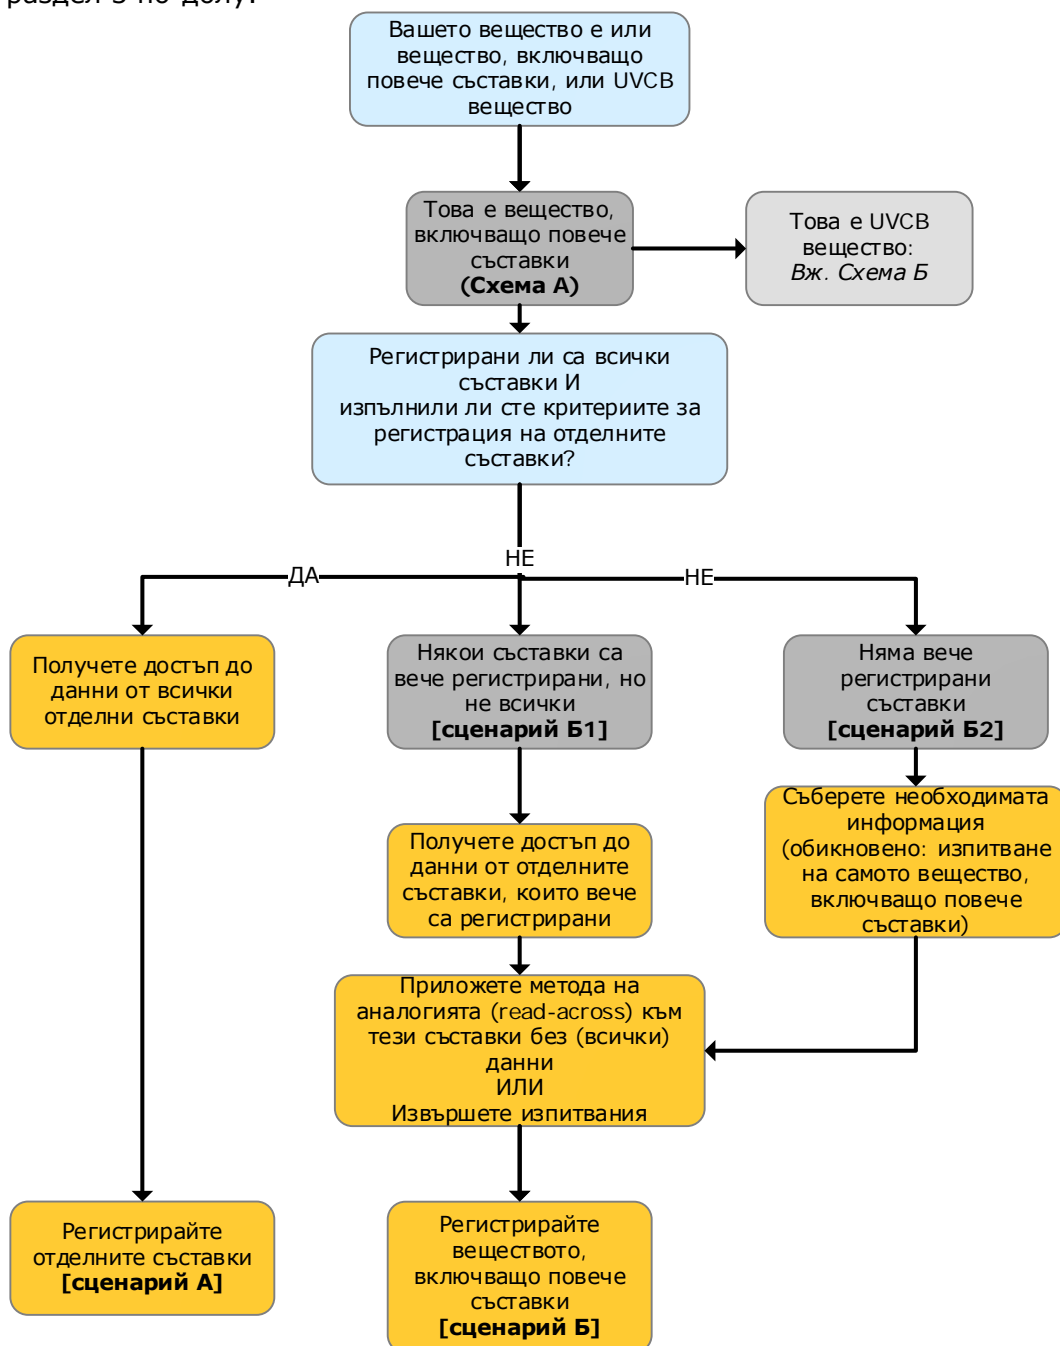 раздел 3 по-долу.
Вашето вещество е или
вещество, включващо
повече съставки, или UVCB
вещество
Това е вещество,
включващо повече
съставки
(Схема А)
Това е UVCB
вещество:
Вж. Схема Б
Регистрирани ли са всички
съставки И
изпълнили ли сте критериите за
регистрация на отделните
съставки?
ДА
НЕ
НЕ
Получете достъп до
данни от всички
отделни съставки
Някои съставки са
вече регистрирани, но
не всички
[сценарий Б1]
Няма вече
регистрирани
съставки
[сценарий Б2]
Съберете необходимата
информация
(обикновено: изпитване
на самото вещество,
включващо повече
съставки)
Получете достъп до
данни от отделните
съставки, които вече
са регистрирани
Приложете метода на
аналогията (read-across) към
тези съставки без (всички)
данни
ИЛИ
Извършете изпитвания
Регистрирайте
отделните съставки
[сценарий А]
Регистрирайте
веществото,
включващо повече
съставки
[сценарий Б]